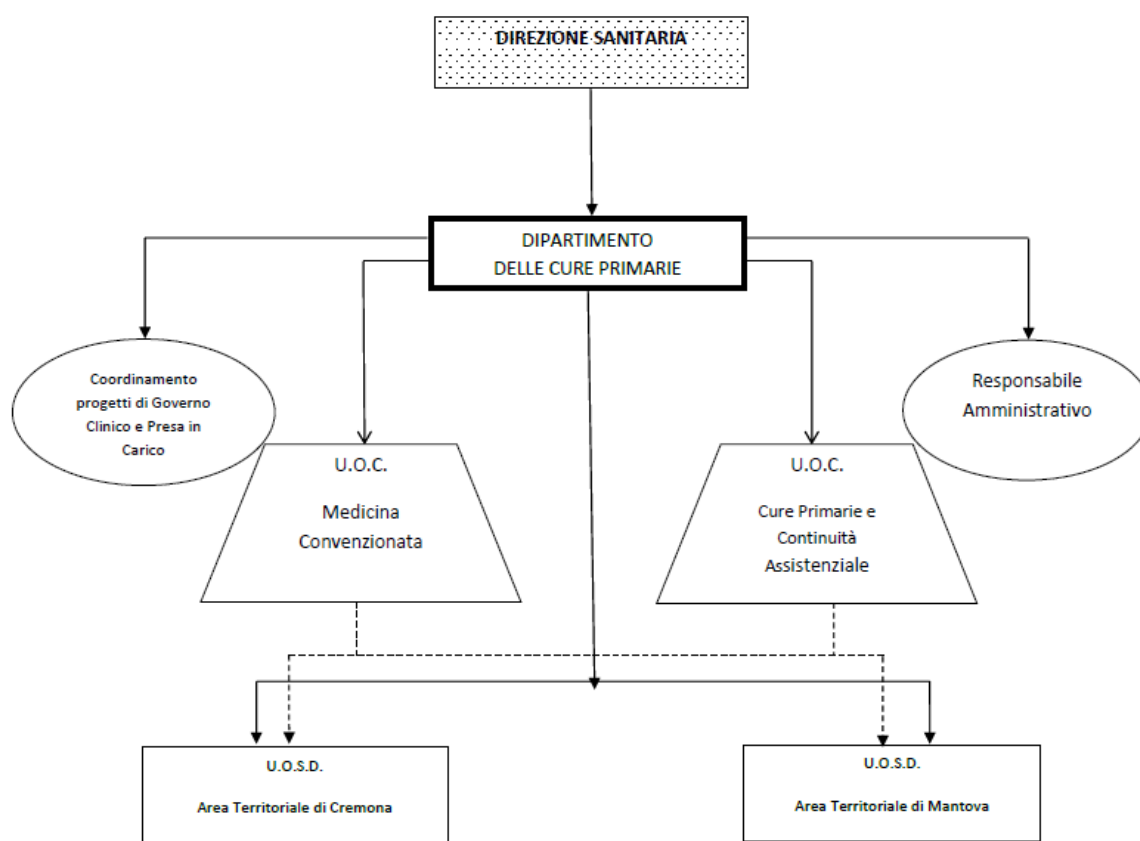 DIREZIONE SANITARIA
DIPARTIMENTO
DELLE CURE PRIMARIE
Coordinamento
progetti di Governo
Clinico e Presa in
Carico
Responsabile
Amministrativo
U.O.C.
Medicina
Convenzionata
U.O.C.
Cure Primarie e
Continuità
Assistenziale
U.O.S.D.
Area Territoriale di Cremona
U.O.S.D.
Area Territoriale di Mantova